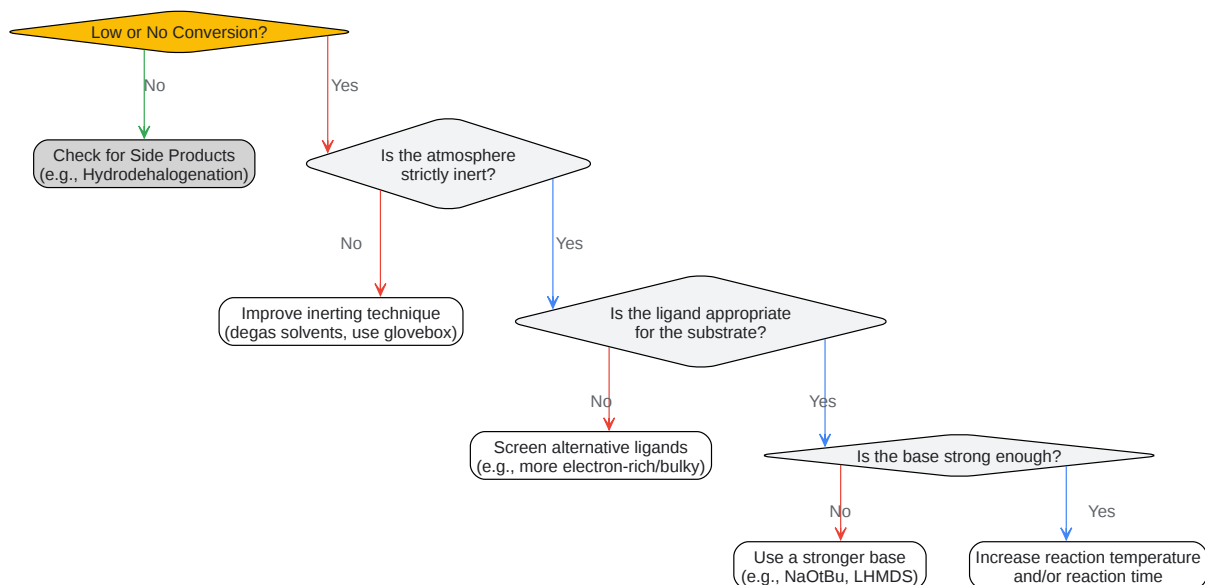 Low or No Conversion?
No
Yes
Check for Side Products
(e.g., Hydrodehalogenation)
Is the atmosphere
strictly inert?
No
Yes
Improve inerting technique
(degas solvents, use glovebox)
Is the ligand appropriate
for the substrate?
No
Yes
Screen alternative ligands
(e.g., more electron-rich/bulky)
Is the base strong enough?
No
Yes
Use a stronger base
(e.g., NaOtBu, LHMDS)
Increase reaction temperature
and/or reaction time